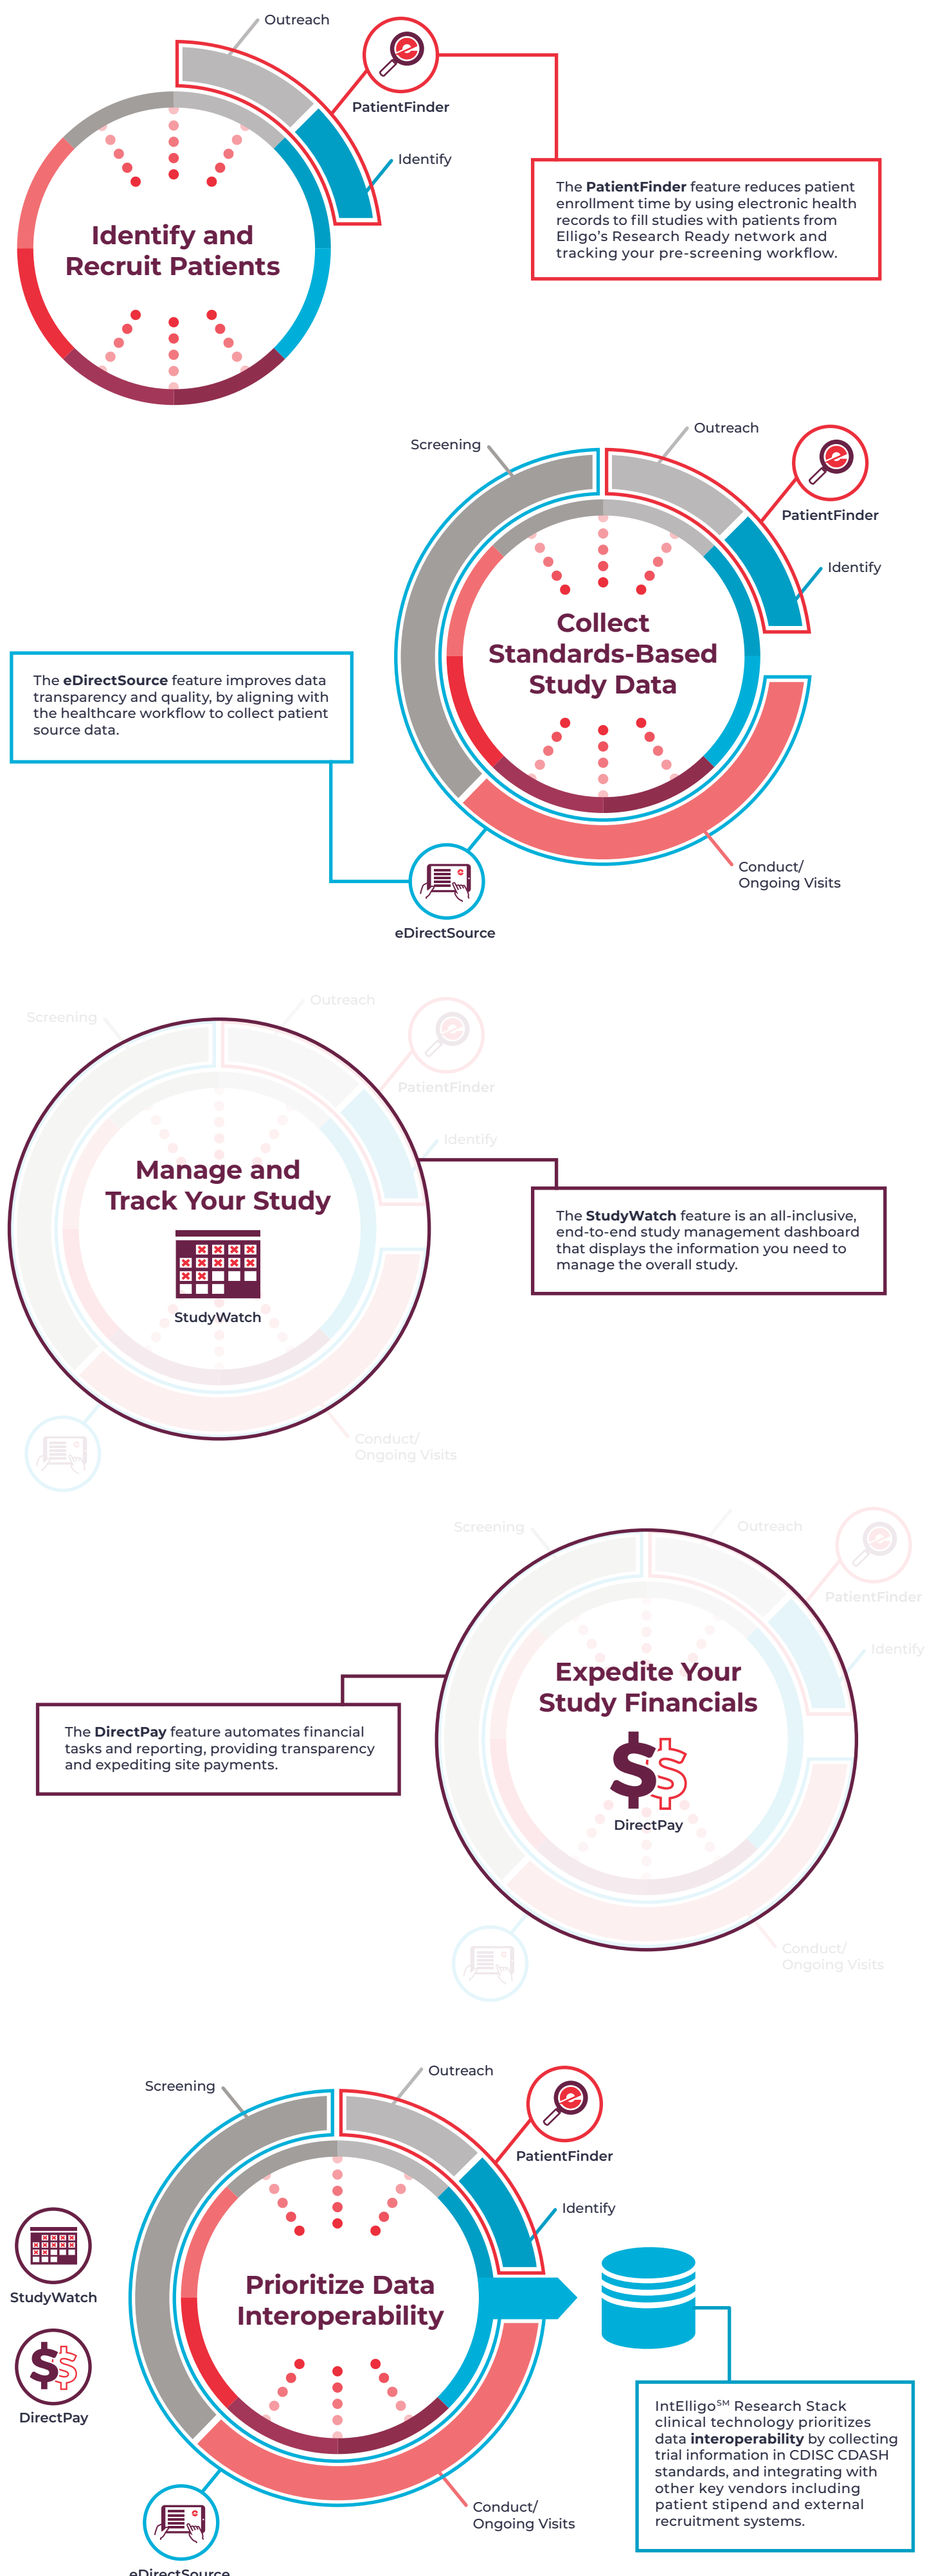 Outreach
PatientFinder
Identify
The PatientFinder feature reduces patient
enrollment time by using electronic health
records to fill studies with patients from
Elligo's Research Ready network and
tracking your pre-screening workflow.
Identify and
Recruit Patients
Outreach
Screening
PatientFinder
Identify
Collect
Standards-Based
Study Data
The eDirectSource feature improves data
transparency and quality, by aligning with
the healthcare workflow to collect patient
source data.
Conduct/
Ongoing Visits
eDirectSource
Outreach
Screening
PatientFinder
Identify
Manage and
Track Your Study
StudyWatch
The StudyWatch feature is an all-inclusive,
end-to-end study management dashboard
that displays the information you need to
manage the overall study.
Conduct/
Ongoing Visits
Screening
Outreach
PatientFinder
Identify
Expedite Your
Study Financials
DirectPay
The DirectPay feature automates financial
tasks and reporting, providing transparency
and expediting site payments.
Conduct/
Ongoing Visits
Outreach
Screening
PatientFinder
Identify
Prioritize Data
Interoperability
StudyWatch
DirectPay
IntElligo℠ Research Stack
clinical technology prioritizes
data interoperability by collecting
trial information in CDISC CDASH
standards, and integrating with
other key vendors including
patient stipend and external
recruitment systems.
Conduct/
Ongoing Visits
eDirectSource